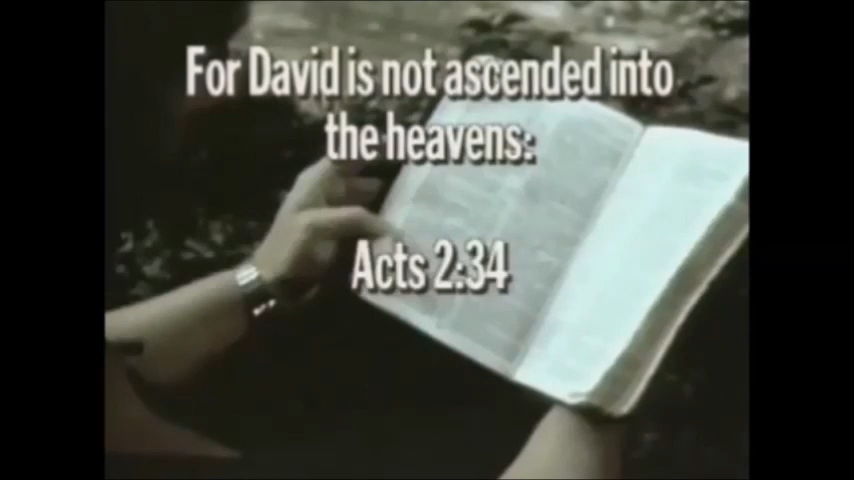 For David is not ascended into
the heavens:
Acts 2:34